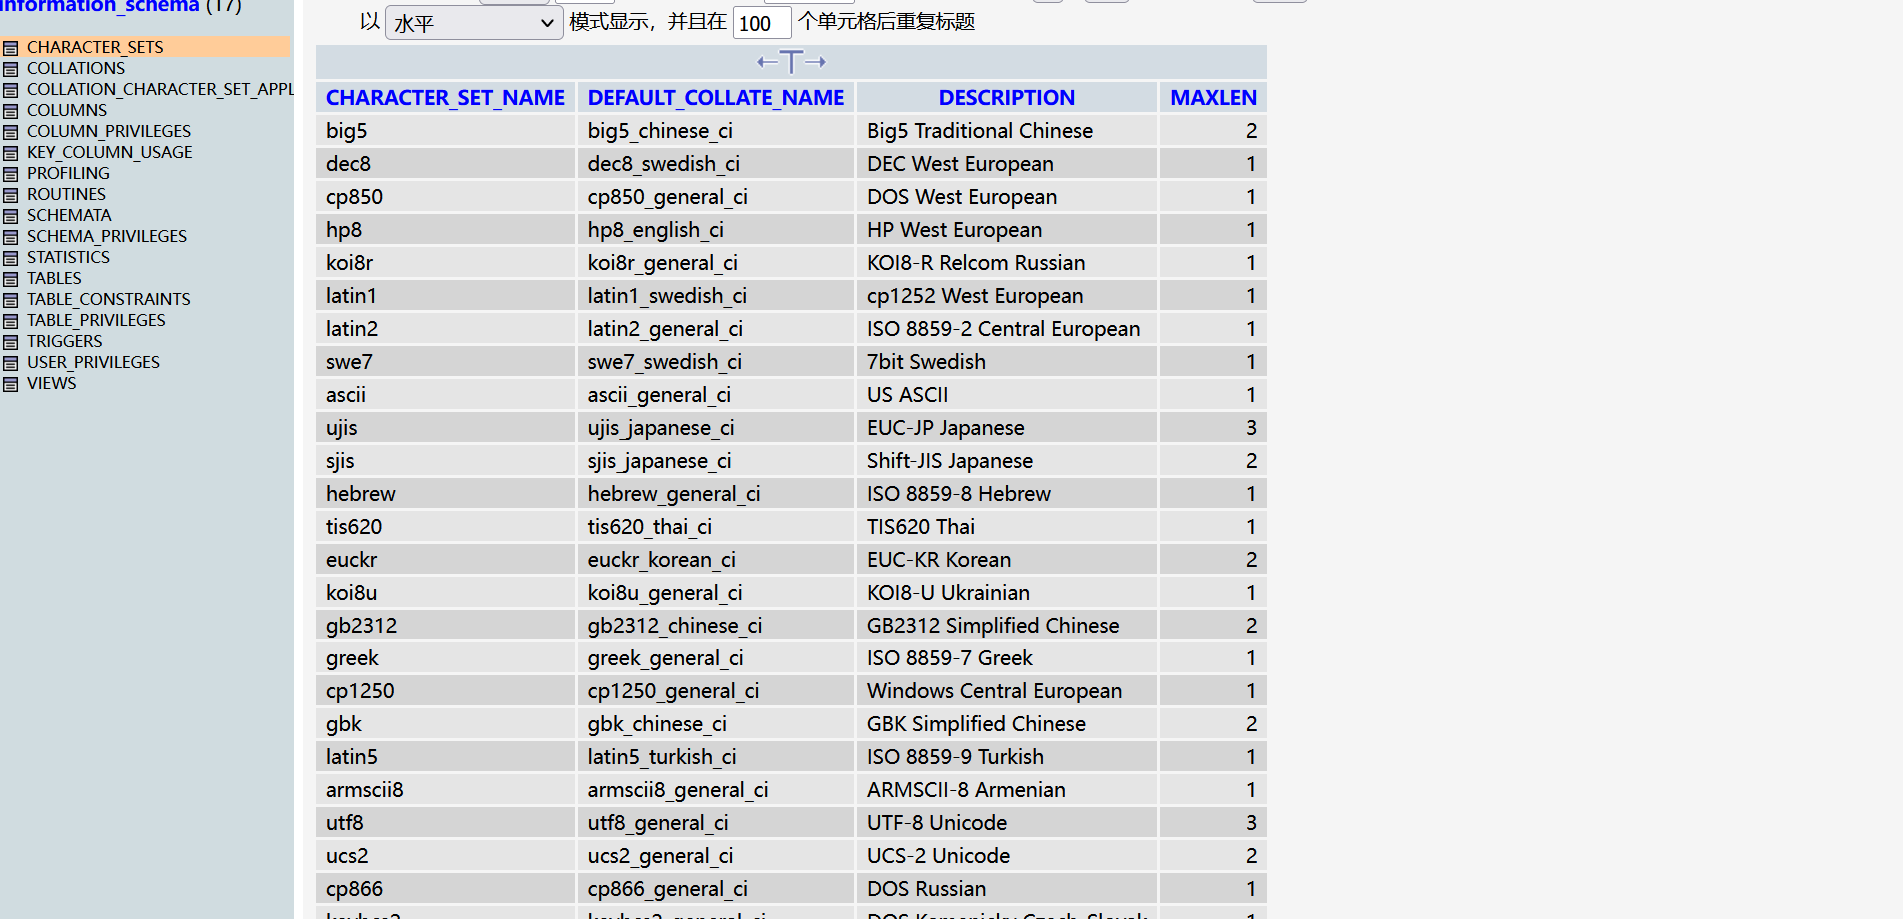 information_schema (17)
CHARACTER_SETS
COLLATIONS
COLLATION_CHARACTER_SET_APPL
COLUMNS
COLUMN_PRIVILEGES
KEY_COLUMN_USAGE
PROFILING
ROUTINES
SCHEMATA
SCHEMA_PRIVILEGES
STATISTICS
TABLES
TABLE_CONSTRAINTS
TABLE_PRIVILEGES
TRIGGERS
USER_PRIVILEGES
VIEWS
以 水平 模式显示，并且在 100 个单元格后重复标题
←T→
CHARACTER_SET_NAME DEFAULT_COLLATE_NAME DESCRIPTION MAXLEN
big5 big5_chinese_ci Big5 Traditional Chinese 2
dec8 dec8_swedish_ci DEC West European 1
cp850 cp850_general_ci DOS West European 1
hp8 hp8_english_ci HP West European 1
koi8r koi8r_general_ci KOI8-R Relcom Russian 1
latin1 latin1_swedish_ci cp1252 West European 1
latin2 latin2_general_ci ISO 8859-2 Central European 1
swe7 swe7_swedish_ci 7bit Swedish 1
ascii ascii_general_ci US ASCII 1
ujis ujis_japanese_ci EUC-JP Japanese 3
sjis sjis_japanese_ci Shift-JIS Japanese 2
hebrew hebrew_general_ci ISO 8859-8 Hebrew 1
tis620 tis620_thai_ci TIS620 Thai 1
euckr euckr_korean_ci EUC-KR Korean 2
koi8u koi8u_general_ci KOI8-U Ukrainian 1
gb2312 gb2312_chinese_ci GB2312 Simplified Chinese 2
greek greek_general_ci ISO 8859-7 Greek 1
cp1250 cp1250_general_ci Windows Central European 1
gbk gbk_chinese_ci GBK Simplified Chinese 2
latin5 latin5_turkish_ci ISO 8859-9 Turkish 1
armscii8 armscii8_general_ci ARMSCII-8 Armenian 1
utf8 utf8_general_ci UTF-8 Unicode 3
ucs2 ucs2_general_ci UCS-2 Unicode 2
cp866 cp866_general_ci DOS Russian 1
keybcs2 keybcs2_general_ci DOS Kamenicky Czech-Slovak 1